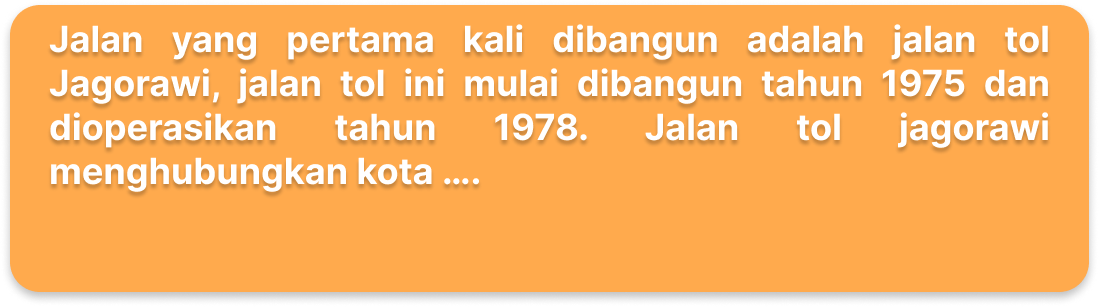 Jalan yang pertama kali dibangun adalah jalan tol
Jagorawi, jalan tol ini mulai dibangun tahun 1975 dan
dioperasikan tahun 1978. Jalan tol jagorawi
menghubungkan kota ....